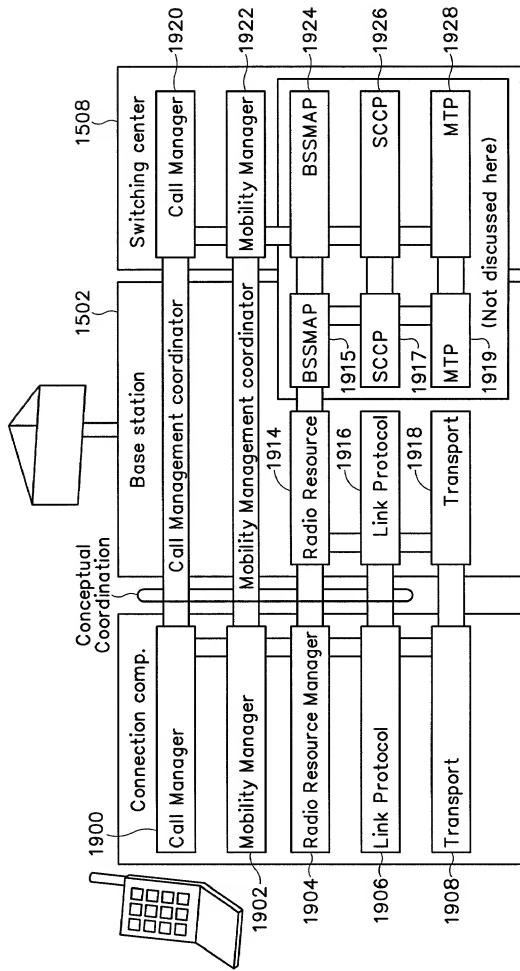 1508
Switching center
1920
Call Manager
1922
Mobility Manager
1924
BSSMAP
1926
SCCP
1928
MTP
1502
Base station
Call Management coordinator
Mobility Management coordinator
1914
Radio Resource
BSSMAP
1915
1916
Link Protocol
SCCP
1917
1918
Transport
MTP
1919
(Not discussed here)
Conceptual
Coordination
Connection comp.
1900
Call Manager
Mobility Manager
1902
Radio Resource Manager
1904
Link Protocol
1906
Transport
1908